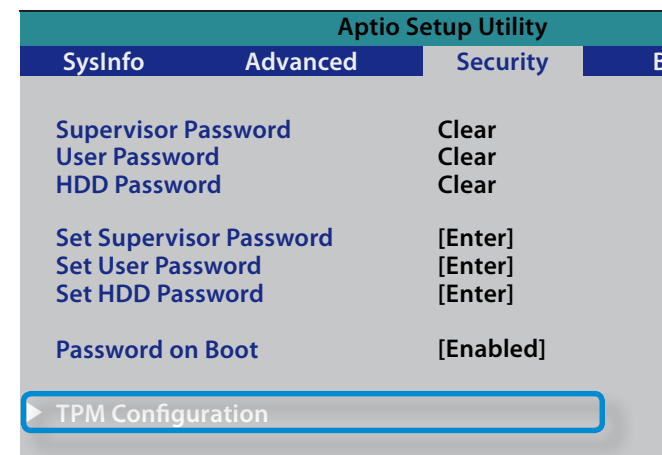 Aptio Setup Utility
SysInfo Advanced Security B
Supervisor Password Clear
User Password Clear
HDD Password Clear
Set Supervisor Password [Enter]
Set User Password [Enter]
Set HDD Password [Enter]
Password on Boot [Enabled]
TPM Configuration